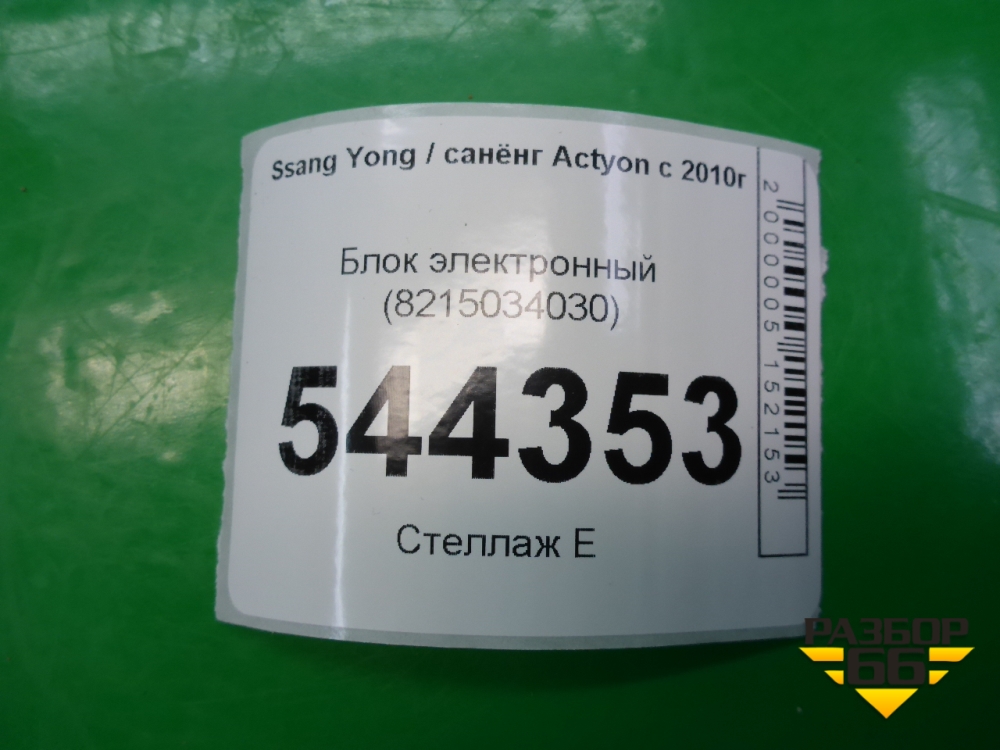 Ssang Yong / санёнг Actyon с 2010г
Блок электронный
(8215034030)
544353
Стеллаж Е
2000005152153
РАЗБОР
66